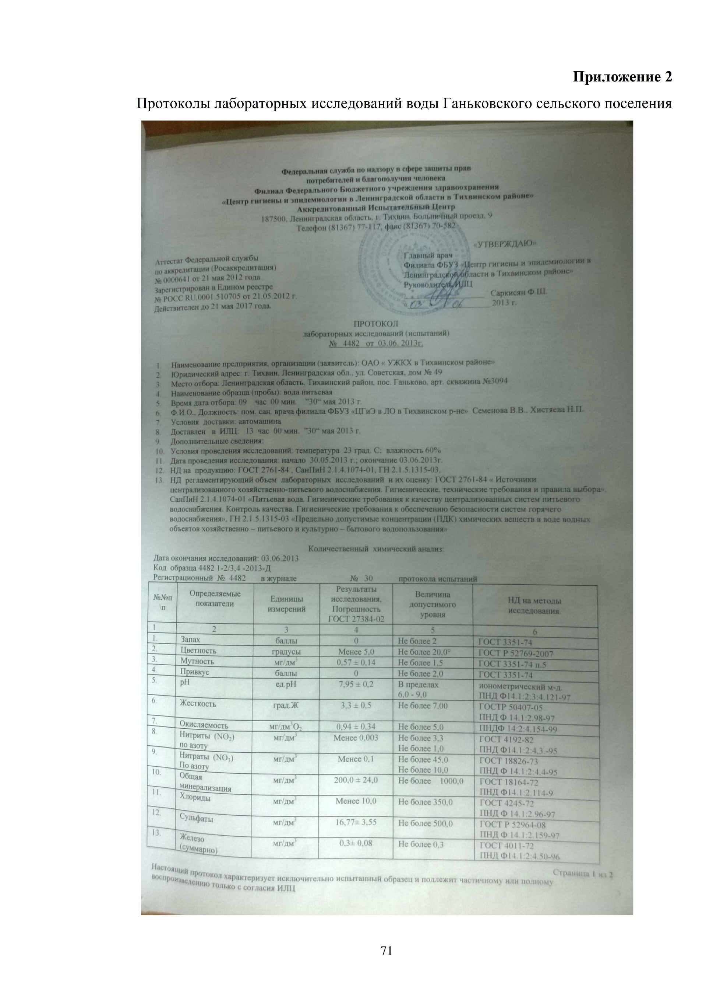 Приложение 2
Протоколы лабораторных исследований воды Ганьковского сельского поселения
Федеральная служба по надзору в сфере защиты прав
потребителей и благополучия человека
Филиал Федерального Бюджетного учреждения здравоохранения
«Центр гигиены и эпидемиологии в Ленинградской области в Тихвинском районе»
Аккредитованный Испытательный Центр
187500, Ленинградская область, г. Тихвин, Больничный проезд, 9
Телефон (81367) 77-117, факс (81367) 70-582
«УТВЕРЖДАЮ»
Аттестат Федеральной службы
по аккредитации (Росаккредитация)
№ 0000641 от 21 мая 2012 года
Зарегистрирован в Едином реестре
№ РОСС RU.0001.510705 от 21.05.2012 г.
Действителен до 21 мая 2017 года.
Главный врач
Филиала ФБУЗ «Центр гигиены и эпидемиологии в
Ленинградской области в Тихвинском районе»
Руководитель ИЛЦ
Саркисян Ф.Ш.
« 03 » 06 2013 г.
ПРОТОКОЛ
лабораторных исследований (испытаний)
№ 4482 от 03.06. 2013г.
1. Наименование предприятия, организации (заявитель): ОАО « УЖКХ в Тихвинском районе»
2. Юридический адрес: г. Тихвин, Ленинградская обл., ул. Советская, дом № 49
3. Место отбора: Ленинградская область, Тихвинский район, пос. Ганьково, арт. скважина №3094
4. Наименование образца (пробы): вода питьевая
5. Время дата отбора: 09 час 00 мин. "30" мая 2013 г.
6. Ф.И.О., Должность: пом. сан. врача филиала ФБУЗ «ЦГиЭ в ЛО в Тихвинском р-не» Семенова В.В., Хистяева Н.П.
7. Условия доставки: автомашина
8. Доставлен в ИЛЦ: 13 час 00 мин. "30" мая 2013 г.
9. Дополнительные сведения:
10. Условия проведения исследований: температура 23 град. С; влажность 60%
11. Дата проведения исследования: начало 30.05.2013 г.; окончание 03.06.2013г.
12. НД на продукцию: ГОСТ 2761-84 , СанПиН 2.1.4.1074-01, ГН 2.1.5.1315-03,
13. НД регламентирующий объем лабораторных исследований и их оценку: ГОСТ 2761-84 « Источники
централизованного хозяйственно-питьевого водоснабжения. Гигиенические, технические требования и правила выбора»,
СанПиН 2.1.4.1074-01 «Питьевая вода. Гигиенические требования к качеству централизованных систем питьевого
водоснабжения. Контроль качества. Гигиенические требования к обеспечению безопасности систем горячего
водоснабжения», ГН 2.1.5.1315-03 «Предельно допустимые концентрации (ПДК) химических веществ в воде водных
объектов хозяйственно – питьевого и культурно – бытового водопользования»
Количественный химический анализ:
Дата окончания исследований: 03.06.2013
Код образца 4482 1-2/3,4 -2013-Д
Регистрационный № 4482 в журнале № 30 протокола испытаний
№№п\п Определяемые показатели Единицы измерений Результаты исследования, Погрешность ГОСТ 27384-02 Величина допустимого уровня НД на методы исследования.
1 2 3 4 5 6
1. Запах баллы 0 Не более 2 ГОСТ 3351-74
2. Цветность градусы Менее 5,0 Не более 20,0° ГОСТ Р 52769-2007
3. Мутность мг/дм³ 0,57 ± 0,14 Не более 1,5 ГОСТ 3351-74 п.5
4. Привкус баллы 0 Не более 2,0 ГОСТ 3351-74
5. рН ед.рН 7,95 ± 0,2 В пределах 6,0 - 9,0 ионометрический м-д. ПНД Ф14.1:2:3:4.121-97
6. Жесткость град.Ж 3,3 ± 0,5 Не более 7,00 ГОСТР 50407-05 ПНД Ф 14.1:2.98-97
7. Окисляемость мг/дм³О₂ 0,94 ± 0,34 Не более 5,0 ПНДФ 14:2:4.154-99
8. Нитриты (NO₂) по азоту мг/дм³ Менее 0,003 Не более 3,3 Не более 1,0 ГОСТ 4192-82 ПНД Ф14.1:2:4.3.-95
9. Нитраты (NO₃) По азоту мг/дм³ Менее 0,1 Не более 45,0 Не более 10,0 ГОСТ 18826-73 ПНД Ф 14.1:2:4.4-95
10. Общая минерализация мг/дм³ 200,0 ± 24,0 Не более 1000,0 ГОСТ 18164-72 ПНД Ф14.1:2.114-9
11. Хлориды мг/дм³ Менее 10,0 Не более 350,0 ГОСТ 4245-72 ПНД Ф 14.1:2.96-97
12. Сульфаты мг/дм³ 16,77± 3,55 Не более 500,0 ГОСТ Р 52964-08 ПНД Ф 14.1:2.159-97
13. Железо (суммарно) мг/дм³ 0,3± 0,08 Не более 0,3 ГОСТ 4011-72 ПНД Ф14.1:2:4.50-96
Страница 1 из 2
Настоящий протокол характеризует исключительно испытанный образец и подлежит частичному или полному
воспроизведению только с согласия ИЛЦ
71